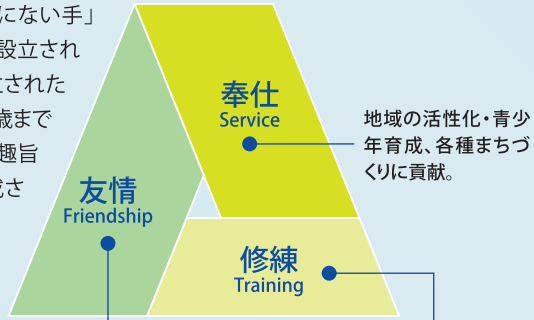 にない手」
設立され
された
歳まで
趣旨
さ
奉仕
Service
地域の活性化・青少
年育成、各種まちづ
くりに貢献。
友情
Friendship
修練
Training